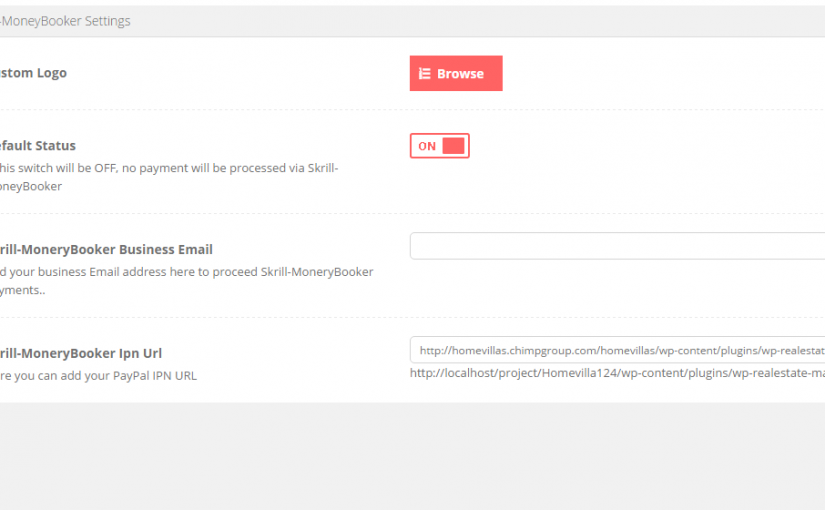 -MoneyBooker Settings
stom Logo
Browse
fault Status
ON
his switch will be OFF, no payment will be processed via Skrill-
oneyBooker
rill-MoneryBooker Business Email
d your business Email address here to proceed Skrill-MoneryBooker
yments..
rill-MoneryBooker Ipn Url
http://homevillas.chimpgroup.com/homevillas/wp-content/plugins/wp-realestat
re you can add your PayPal IPN URL
http://localhost/project/Homevilla124/wp-content/plugins/wp-realestate-ma